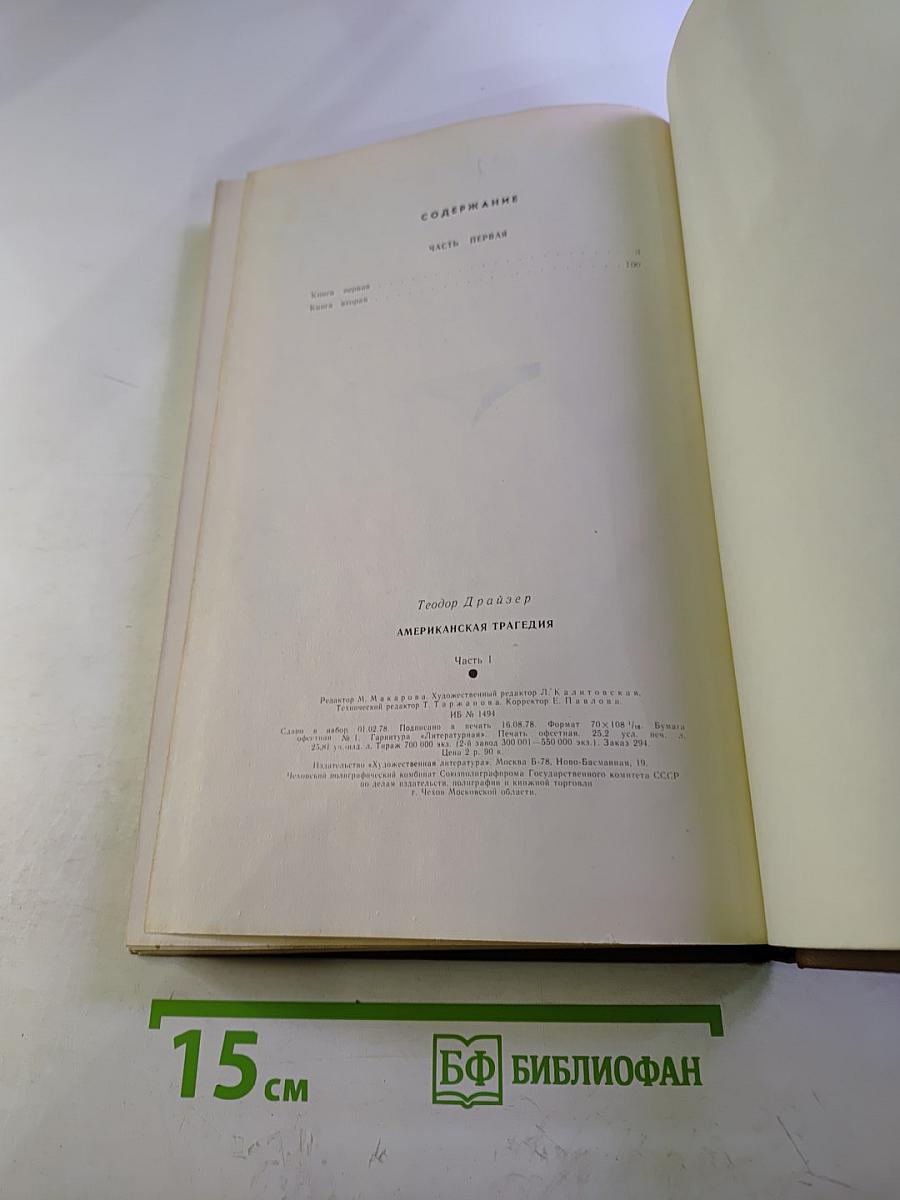 СОДЕРЖАНИЕ
ЧАСТЬ ПЕРВАЯ
Книга первая . . . . . . . . . . . . . . . . . . . . 3
Книга вторая . . . . . . . . . . . . . . . . . . . . 166
Теодор Драйзер
АМЕРИКАНСКАЯ ТРАГЕДИЯ
Часть I
Редактор М. Макарова. Художественный редактор Л. Калитовская.
Технический редактор Т. Таржанова. Корректор Е. Павлова.
ИБ № 1494
Сдано в набор 01.02.78. Подписано в печать 16.08.78. Формат 70×108 1/16. Бумага
офсетная № 1. Гарнитура «Литературная». Печать офсетная. 25,2 усл. печ. л.
25,81 уч.-изд. л. Тираж 700 000 экз. (2-й завод 300 001—550 000 экз.). Заказ 294.
Цена 2 р. 90 к.
Издательство «Художественная литература». Москва Б-78, Ново-Басманная, 19.
Чеховский полиграфический комбинат Союзполиграфпрома Государственного комитета СССР
по делам издательств, полиграфии и книжной торговли
г. Чехов Московской области.
15 см
БФ БИБЛИОФАН